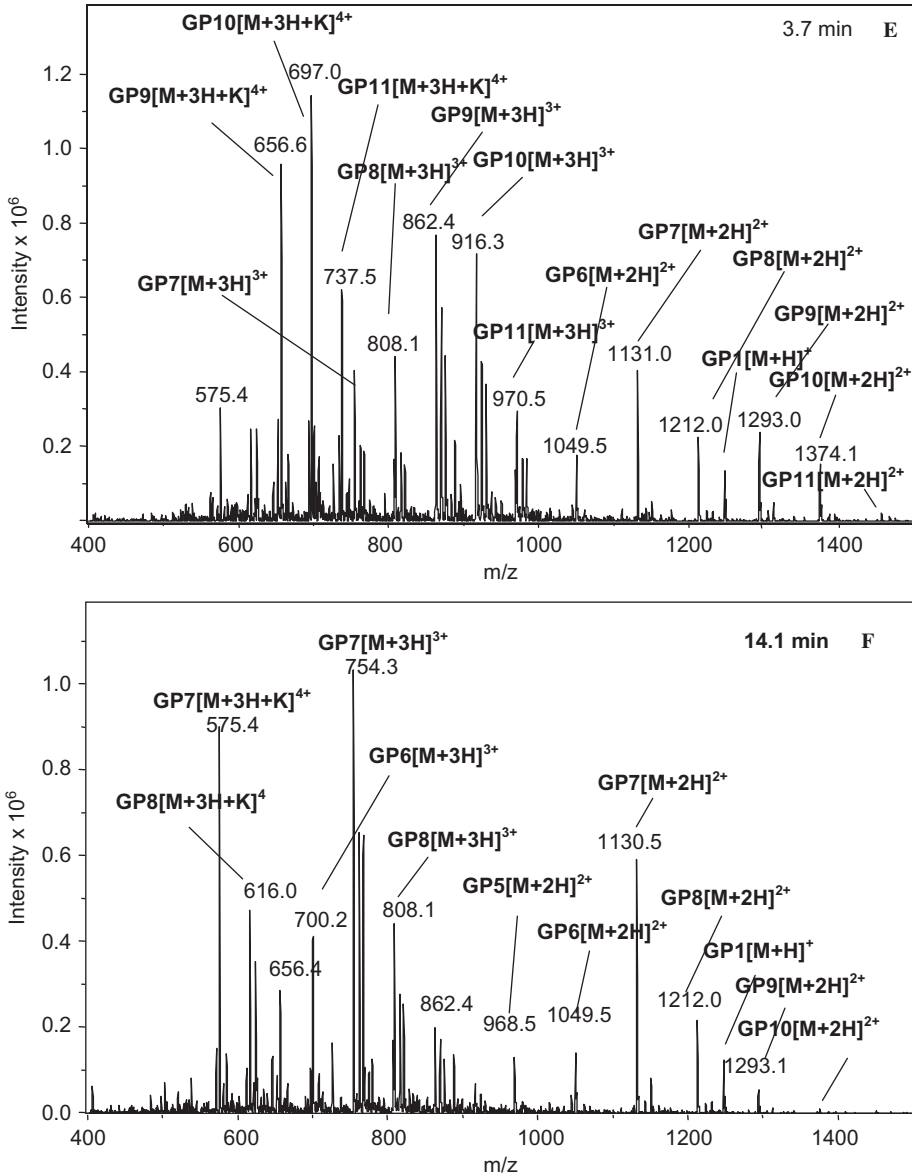 3.7 min E
GP10[M+3H+K]4+
697.0
GP11[M+3H+K]4+
GP9[M+3H+K]4+
656.6
GP9[M+3H]3+
GP8[M+3H]3+
GP10[M+3H]3+
862.4
916.3
GP7[M+3H]3+
737.5
808.1
GP7[M+2H]2+
GP6[M+2H]2+
GP8[M+2H]2+
GP9[M+2H]2+
GP11[M+3H]3+
1131.0
GP1[M+H]+
GP10[M+2H]2+
575.4
970.5
1049.5
1212.0
1293.0
1374.1
GP11[M+2H]2+
Intensity x 10^6
1.2
1.0
0.8
0.6
0.4
0.2
400 600 800 1000 1200 1400
m/z
14.1 min F
GP7[M+3H]3+
754.3
GP7[M+3H+K]4+
575.4
GP6[M+3H]3+
GP8[M+3H+K]4
GP7[M+2H]2+
1130.5
GP8[M+3H]3+
616.0
700.2
808.1
GP5[M+2H]2+
GP6[M+2H]2+
GP8[M+2H]2+
GP1[M+H]+
656.4
862.4
968.5
1049.5
1212.0
GP9[M+2H]2+
1293.1
GP10[M+2H]2+
Intensity x 10^6
1.0
0.8
0.6
0.4
0.2
0.0
400 600 800 1000 1200 1400
m/z